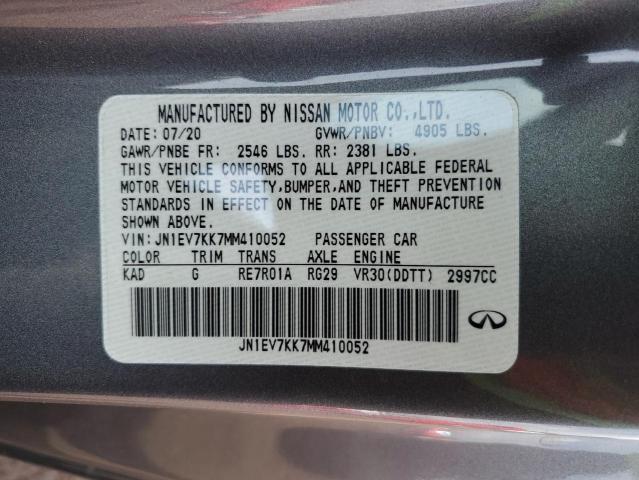 MANUFACTURED BY NISSAN MOTOR CO.,LTD.
DATE: 07/20 GVWR/PNBV: 4905 LBS.
GAWR/PNBE FR: 2546 LBS. RR: 2381 LBS.
THIS VEHICLE CONFORMS TO ALL APPLICABLE FEDERAL
MOTOR VEHICLE SAFETY,BUMPER,AND THEFT PREVENTION
STANDARDS IN EFFECT ON THE DATE OF MANUFACTURE
SHOWN ABOVE.
VIN: JN1EV7KK7MM410052 PASSENGER CAR
COLOR TRIM TRANS AXLE ENGINE
KAD G RE7R01A RG29 VR30(DDTT) 2997CC
JN1EV7KK7MM410052